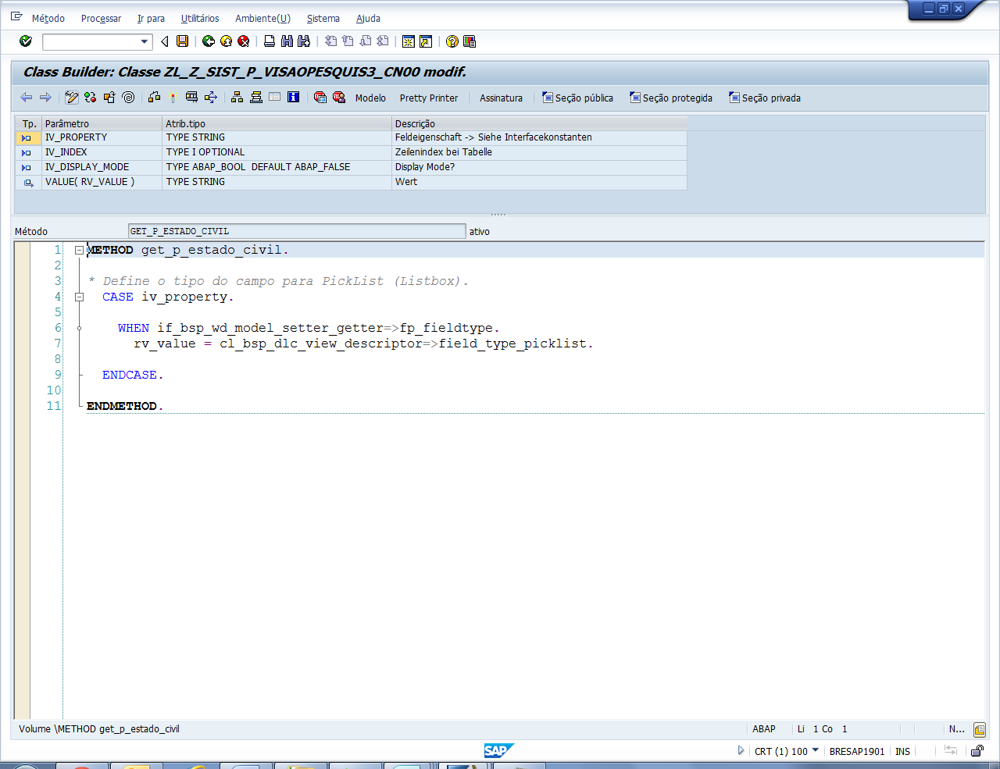 Método Processar Ir para Utilitários Ambiente(U) Sistema Ajuda
Class Builder: Classe ZL_Z_SIST_P_VISAOPESQUIS3_CN00 modif.
Modelo Pretty Printer Assinatura Seção pública Seção protegida Seção privada
Tp. Parâmetro Atrib.tipo Descrição
IV_PROPERTY TYPE STRING Feldeigenschaft -> Siehe Interfacekonstanten
IV_INDEX TYPE I OPTIONAL Zeilenindex bei Tabelle
IV_DISPLAY_MODE TYPE ABAP_BOOL DEFAULT ABAP_FALSE Display Mode?
VALUE( RV_VALUE ) TYPE STRING Wert
Método GET_P_ESTADO_CIVIL ativo
1 METHOD get_p_estado_civil.
2
3 * Define o tipo do campo para PickList (Listbox).
4 CASE iv_property.
5
6 WHEN if_bsp_wd_model_setter_getter=>fp_fieldtype.
7 rv_value = cl_bsp_dlc_view_descriptor=>field_type_picklist.
8
9 ENDCASE.
10
11 ENDMETHOD.
Volume \METHOD get_p_estado_civil ABAP Li 1 Co 1 N...
SAP CRT (1) 100 BRESAP1901 INS